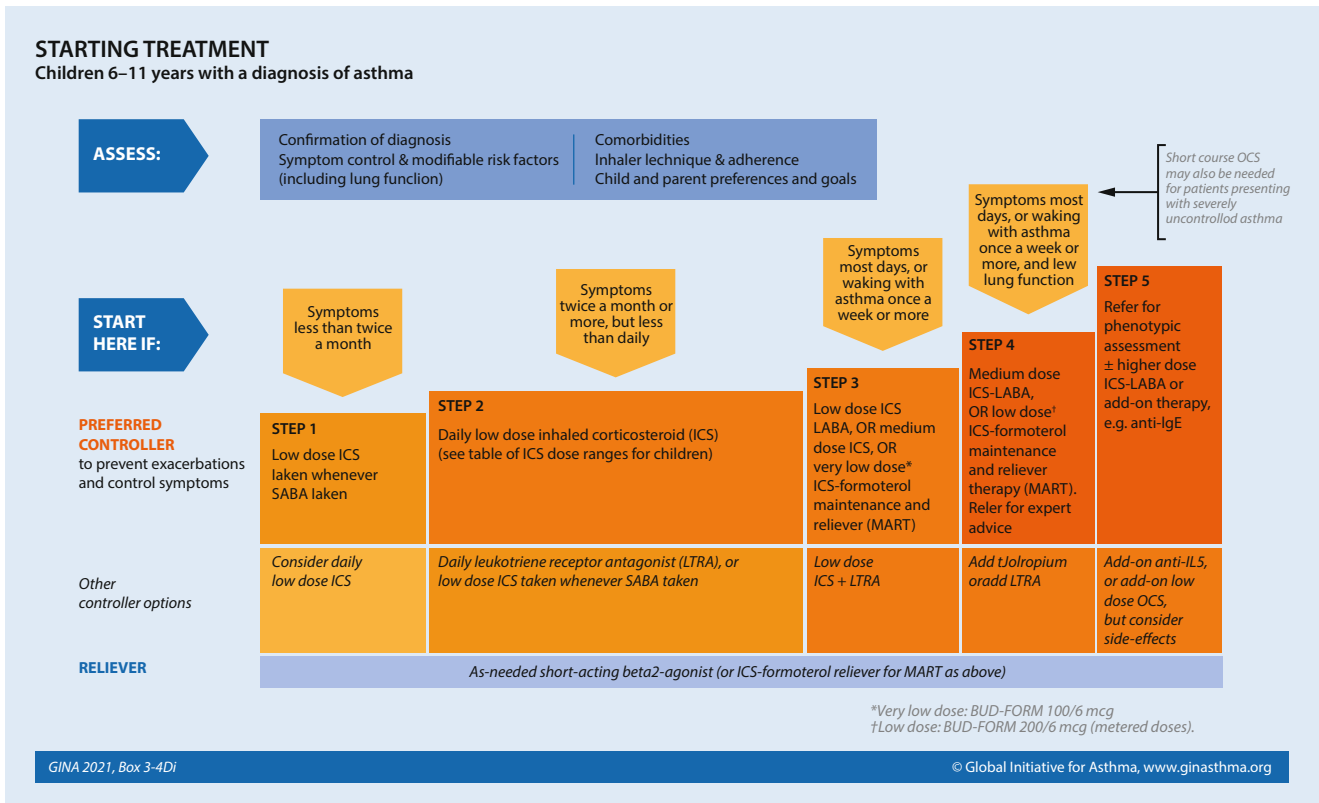 STARTING TREATMENT
Children 6–11 years with a diagnosis of asthma
ASSESS:
Confirmation of diagnosis
Symptom control & modifiable risk factors
(including lung funclion)
Comorbidities
Inhaler lechnique & adherence
Child and parent preferences and goals
Short course OCS
may also be needed
for patients presenting
with severely
uncontrollod asthma
START
HERE IF:
Symptoms
less than twice
a month
Symptoms
twice a month or
more, but less
than daily
Symptoms
most days, or
waking with
asthma once a
week or more
Symptoms most
days, or waking
with asthma
once a week or
more, and lew
lung function
PREFERRED
CONTROLLER
to prevent exacerbations
and control symptoms
STEP 1
Low dose ICS
laken whenever
SABA laken
STEP 2
Daily low dose inhaled corticosteroid (ICS)
(see table of ICS dose ranges for children)
STEP 3
Low dose ICS
LABA, OR medium
dose ICS, OR
very low dose*
ICS-formoterol
maintenance and
reliever (MART)
STEP 4
Medium dose
ICS-LABA,
OR low dose†
ICS-formoterol
maintenance
and reliever
therapy (MART).
Reler for expert
advice
STEP 5
Refer for
phenotypic
assessment
± higher dose
ICS-LABA or
add-on therapy,
e.g. anti-IgE
Other
controller options
Consider daily
low dose ICS
Daily leukotriene receptor antagonist (LTRA), or
low dose ICS taken whenever SABA taken
Low dose
ICS + LTRA
Add tJolropium
oradd LTRA
Add-on anti-IL5,
or add-on low
dose OCS,
but consider
side-effects
RELIEVER
As-needed short-acting beta2-agonist (or ICS-formoterol reliever for MART as above)
*Very low dose: BUD-FORM 100/6 mcg
†Low dose: BUD-FORM 200/6 mcg (metered doses).
GINA 2021, Box 3-4Di
© Global Initiative for Asthma, www.ginasthma.org